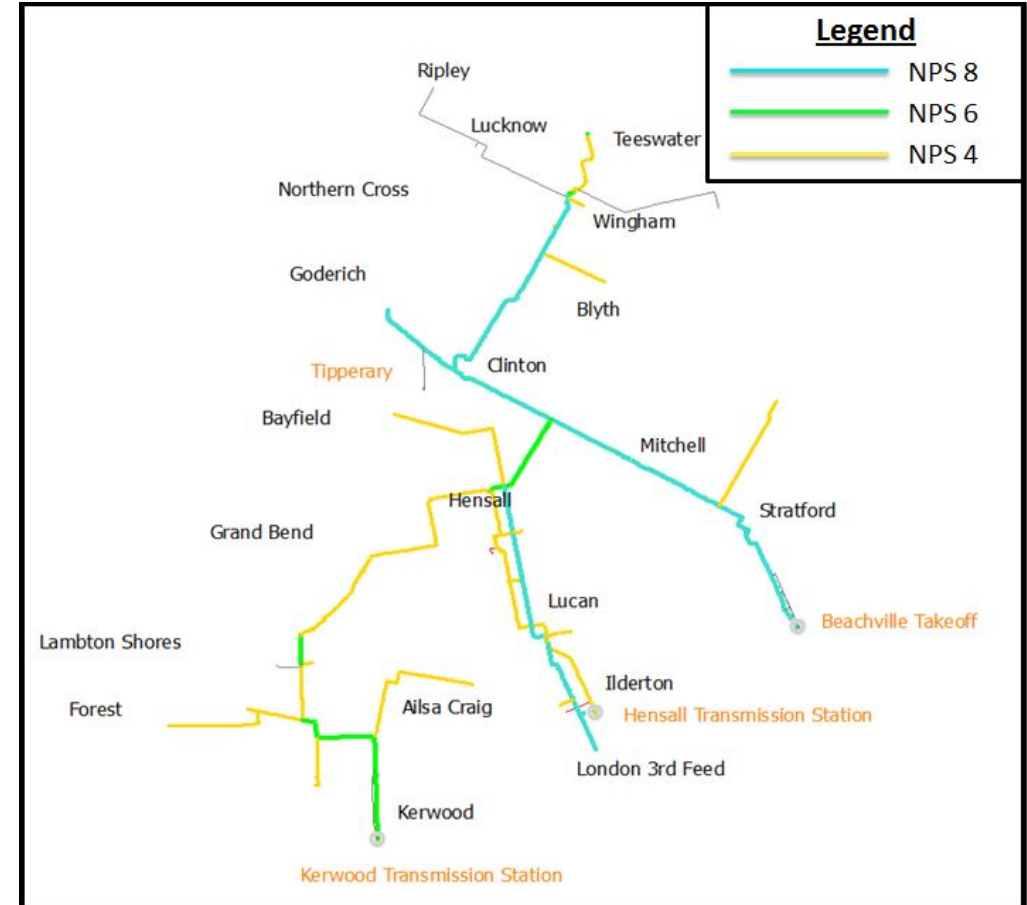 Legend
NPS 8
NPS 6
NPS 4
Ripley
Lucknow
Teeswater
Northern Cross
Wingham
Goderich
Blyth
Clinton
Tipperary
Bayfield
Mitchell
Hensall
Stratford
Grand Bend
Lucan
Beachville Takeoff
Lambton Shores
Ilderton
Forest
Ailsa Craig
Hensall Transmission Station
London 3rd Feed
Kerwood
Kerwood Transmission Station